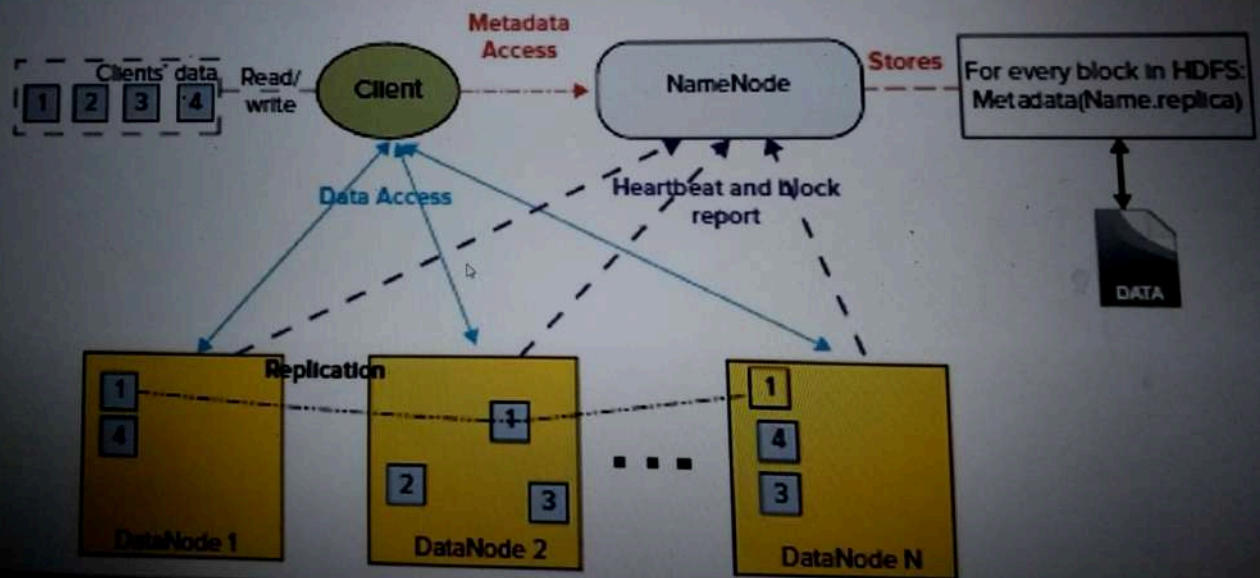 Metadata
Access
Clients' data
1 2 3 4
Read/
write
Client
NameNode
Stores
For every block in HDFS:
Metadata(Name.replica)
Data Access
Heartbeat and block
report
DATA
Replication
1
4
DataNode 1
1
2
3
DataNode 2
1
4
3
DataNode N